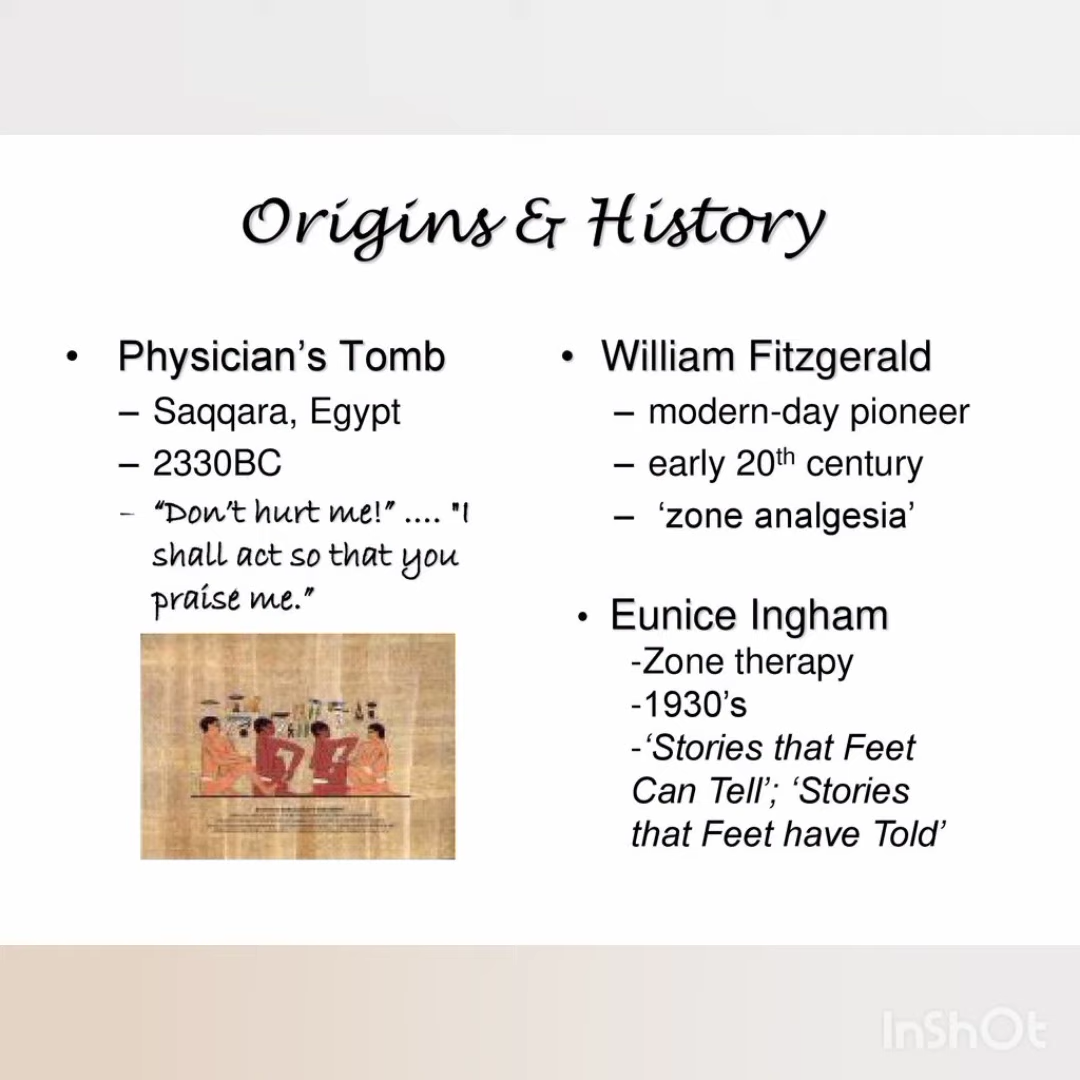 Origins & History
• Physician’s Tomb
– Saqqara, Egypt
– 2330BC
– “Don’t hurt me!” .... "I
shall act so that you
praise me.”
• William Fitzgerald
– modern-day pioneer
– early 20th century
– ‘zone analgesia’
• Eunice Ingham
-Zone therapy
-1930’s
-‘Stories that Feet
Can Tell’; ‘Stories
that Feet have Told’
InShOt